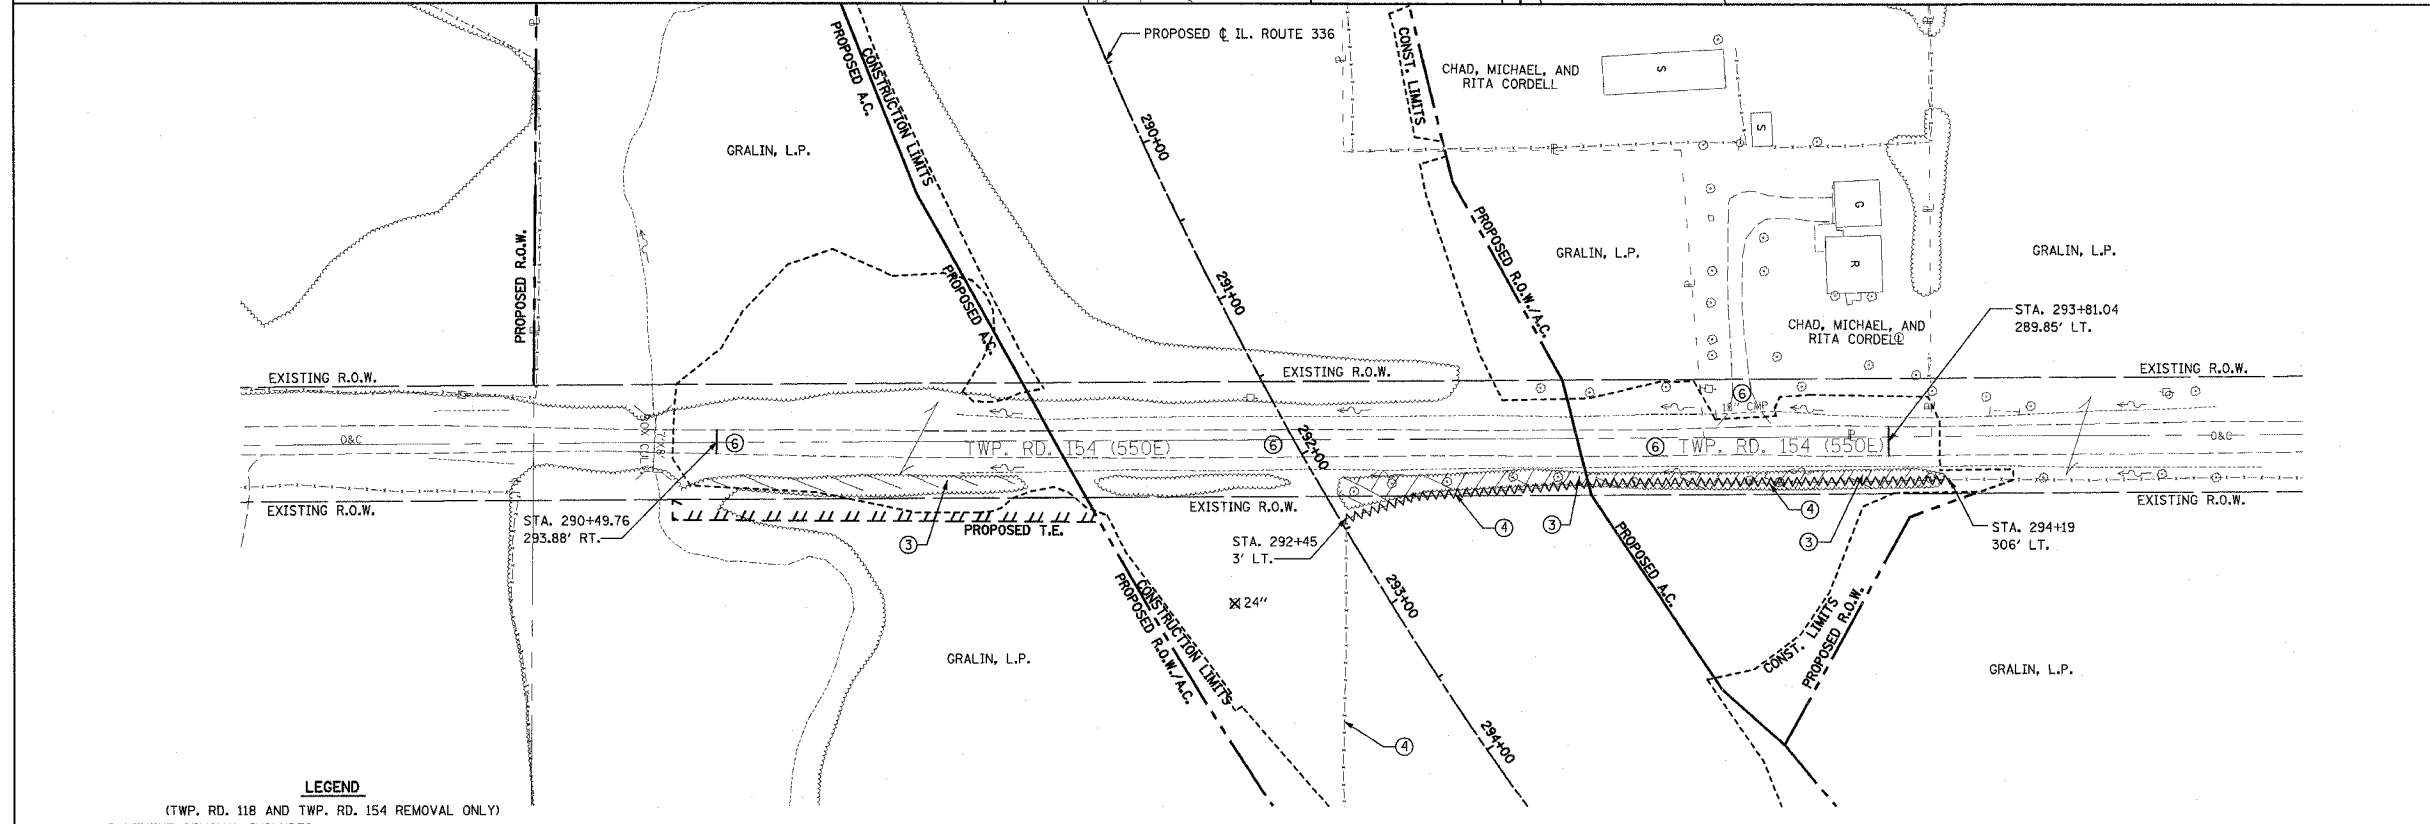 PROPOSED ℄ IL. ROUTE 336
PROPOSED A.C.
CONSTRUCTION LIMITS
CONST. LIMITS
CHAD, MICHAEL, AND
RITA CORDELL
S
S
290+00
GRALIN, L.P.
G
R
PROPOSED R.O.W.
PROPOSED A.C.
291+00
PROPOSED R.O.W./A.C.
GRALIN, L.P.
GRALIN, L.P.
CHAD, MICHAEL, AND
RITA CORDELL
STA. 293+81.04
289.85' LT.
EXISTING R.O.W.
EXISTING R.O.W.
EXISTING R.O.W.
6
18" CMP
O&C
7'X8'
BOX CUL.
6
TWP. RD. 154 (550E)
6
292+00
6
TWP. RD. 154 (550E)
O&C
EXISTING R.O.W.
EXISTING R.O.W.
EXISTING R.O.W.
STA. 290+49.76
293.88' RT.
3
PROPOSED T.E.
STA. 292+45
3' LT.
4
3
4
3
STA. 294+19
306' LT.
24"
CONSTRUCTION LIMITS
PROPOSED R.O.W./A.C.
293+00
PROPOSED A.C.
CONST. LIMITS
PROPOSED R.O.W.
GRALIN, L.P.
GRALIN, L.P.
4
294+00
LEGEND
(TWP. RD. 118 AND TWP. RD. 154 REMOVAL ONLY)